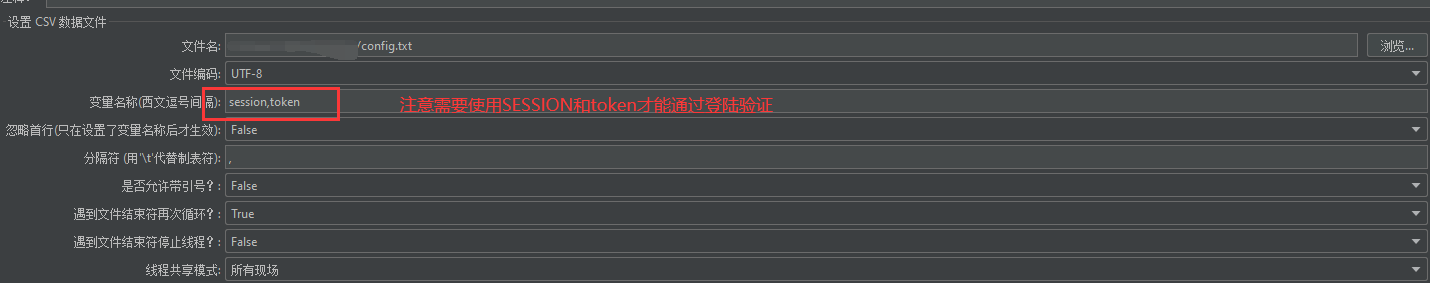 设置 CSV 数据文件
文件名: /config.txt 浏览...
文件编码: UTF-8
变量名称(西文逗号间隔): session,token 注意需要使用SESSION和token才能通过登陆验证
忽略首行(只在设置了变量名称后才生效): False
分隔符 (用'\t'代替制表符): ,
是否允许带引号?: False
遇到文件结束符再次循环?: True
遇到文件结束符停止线程?: False
线程共享模式: 所有现场